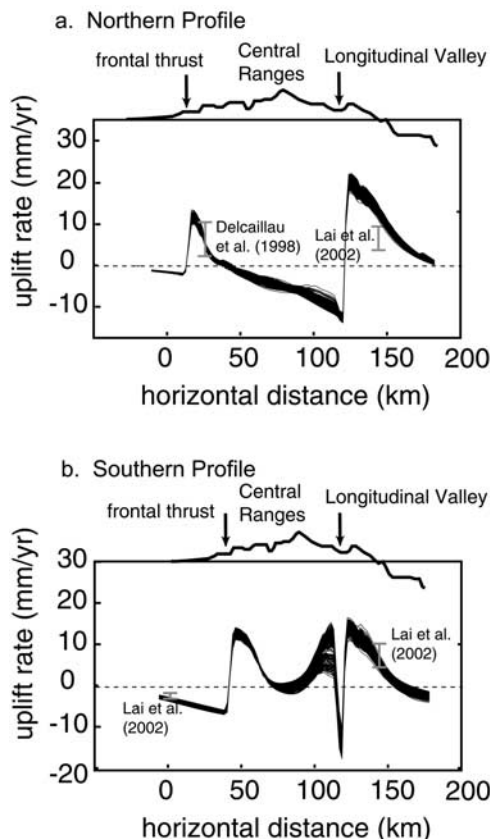 a. Northern Profile
frontal thrust
Central
Ranges
Longitudinal Valley
30
20
10
0
-10
uplift rate (mm/yr)
Delcaillau
et al. (1998)
Lai et al.
(2002)
0 50 100 150 200
horizontal distance (km)
b. Southern Profile
frontal thrust
Central
Ranges
Longitudinal Valley
30
20
10
0
-10
-20
uplift rate (mm/yr)
Lai et al.
(2002)
Lai et al.
(2002)
0 50 100 150 200
horizontal distance (km)